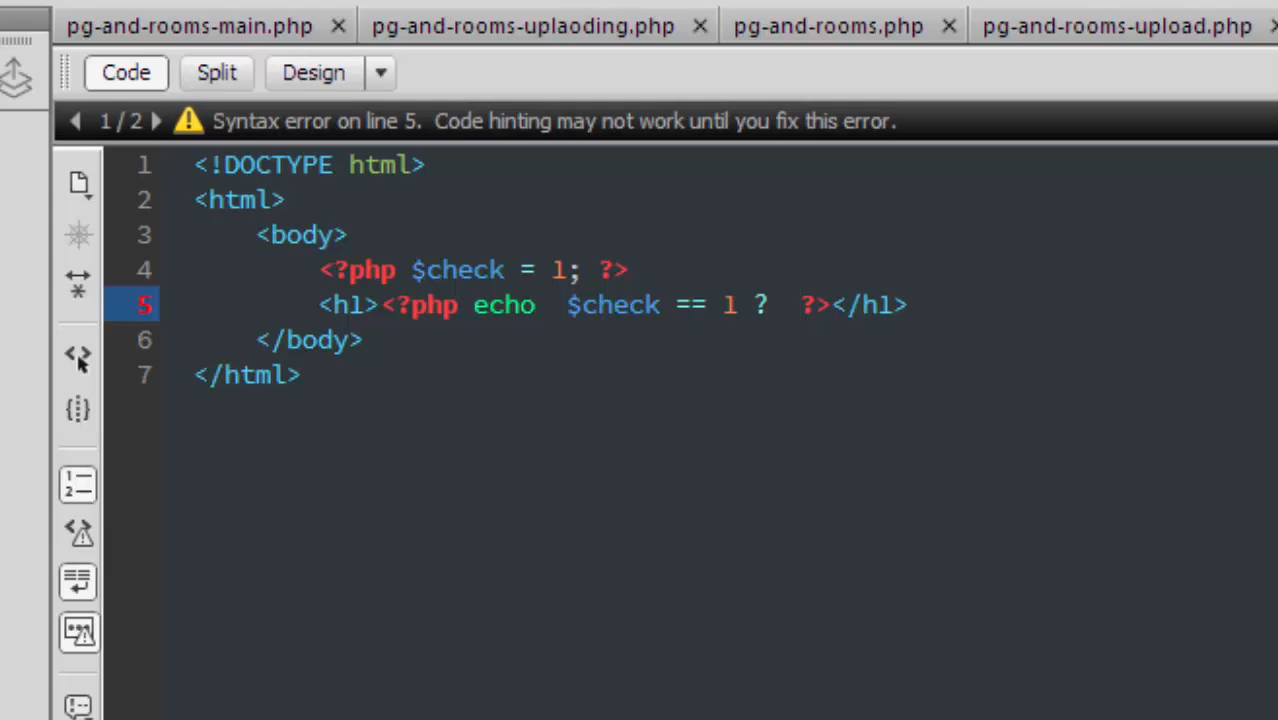 pg-and-rooms-main.php × pg-and-rooms-uplaoding.php × pg-and-rooms.php × pg-and-rooms-upload.php ×
Code Split Design
1 / 2 Syntax error on line 5. Code hinting may not work until you fix this error.
1 <!DOCTYPE html>
2 <html>
3 <body>
4 <?php $check = 1; ?>
5 <h1><?php echo  $check == 1 ?  ?></h1>
6 </body>
7 </html>